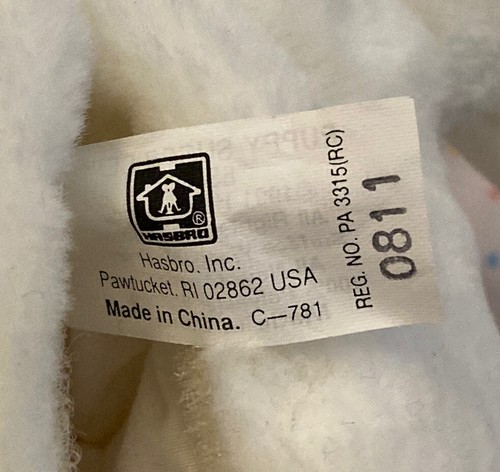 HASBRO
®
Hasbro. Inc.
Pawtucket. RI 02862 USA
Made in China. C—781
REG. NO. PA 3315(RC)
0811